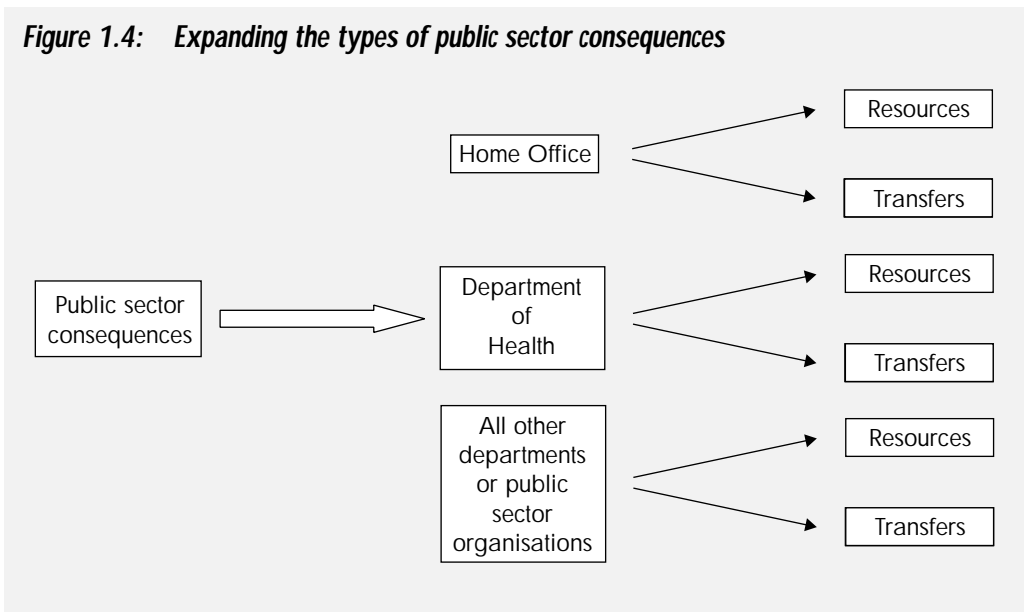 Figure 1.4: Expanding the types of public sector consequences
Resources
Home Office
Transfers
Public sector
consequences
Department
of
Health
Resources
Transfers
All other
departments
or public
sector
organisations
Resources
Transfers